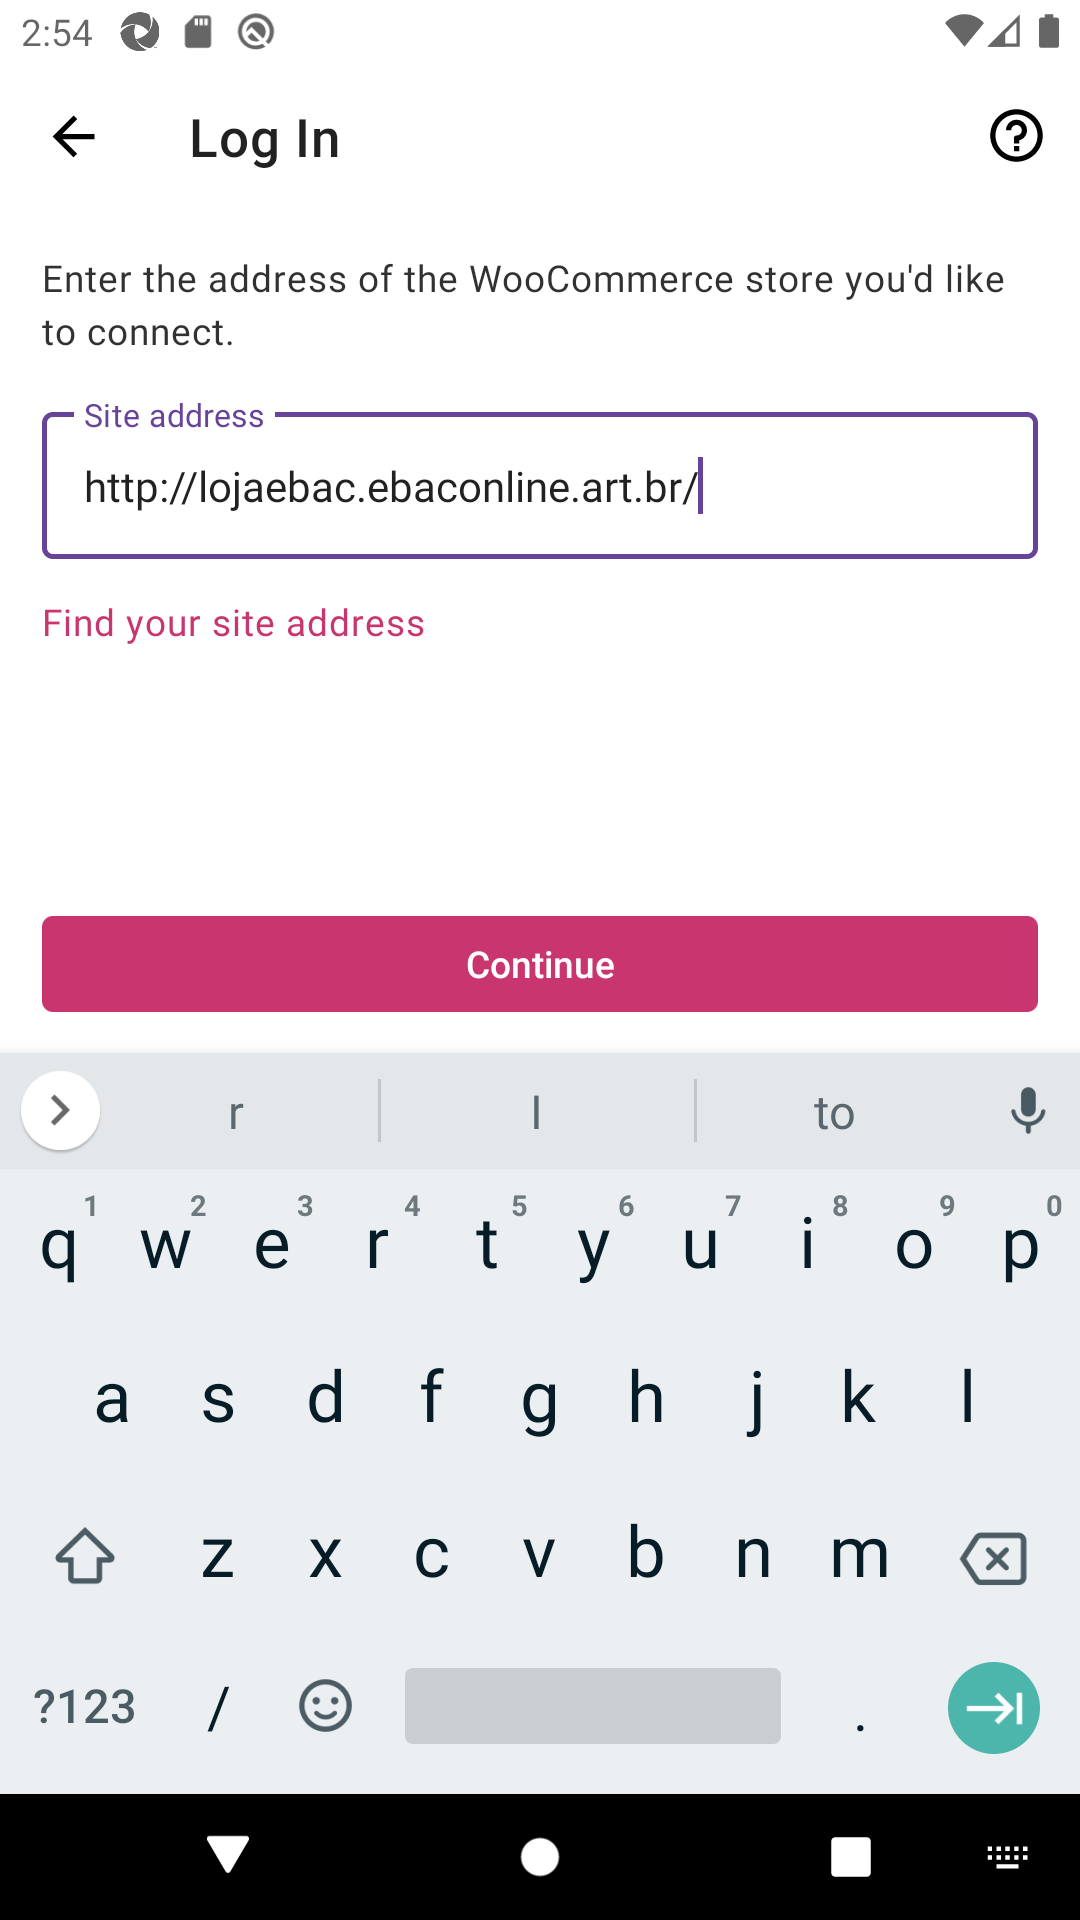 2:54
Log In
Enter the address of the WooCommerce store you'd like
to connect.
Site address
http://lojaebac.ebaconline.art.br/
Find your site address
Continue
r l to
1 2 3 4 5 6 7 8 9 0
q w e r t y u i o p
a s d f g h j k l
z x c v b n m
?123 / .